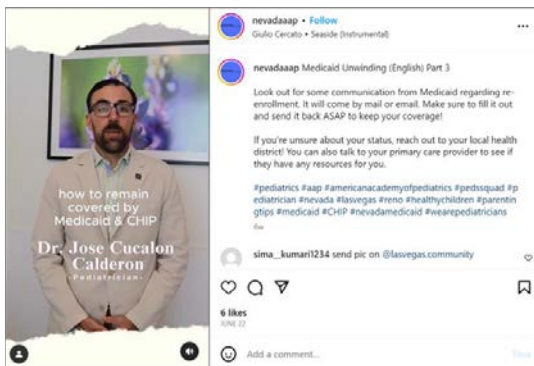 how to remain
covered by
Medicaid & CHIP
Dr. Jose Cucalon
Calderon
-Pediatrician-
nevadaaap • Follow
Giulio Cercato • Seaside (Instrumental)
nevadaaap Medicaid Unwinding (English) Part 3
Look out for some communication from Medicaid regarding re-
enrollment. It will come by mail or email. Make sure to fill it out
and send it back ASAP to keep your coverage!
If you're unsure about your status, reach out to your local health
district! You can also talk to your primary care provider to see if
they have any resources for you.
#pediatrics #aap #americanacademyofpediatrics #pedssquad #p
ediatrician #nevada #lasvegas #reno #healthychildren #parentin
gtips #medicaid #CHIP #nevadamedicaid #wearepediatricians
sima__kumari1234 send pic on @lasvegas.community
6 likes
JUNE 22
Add a comment...